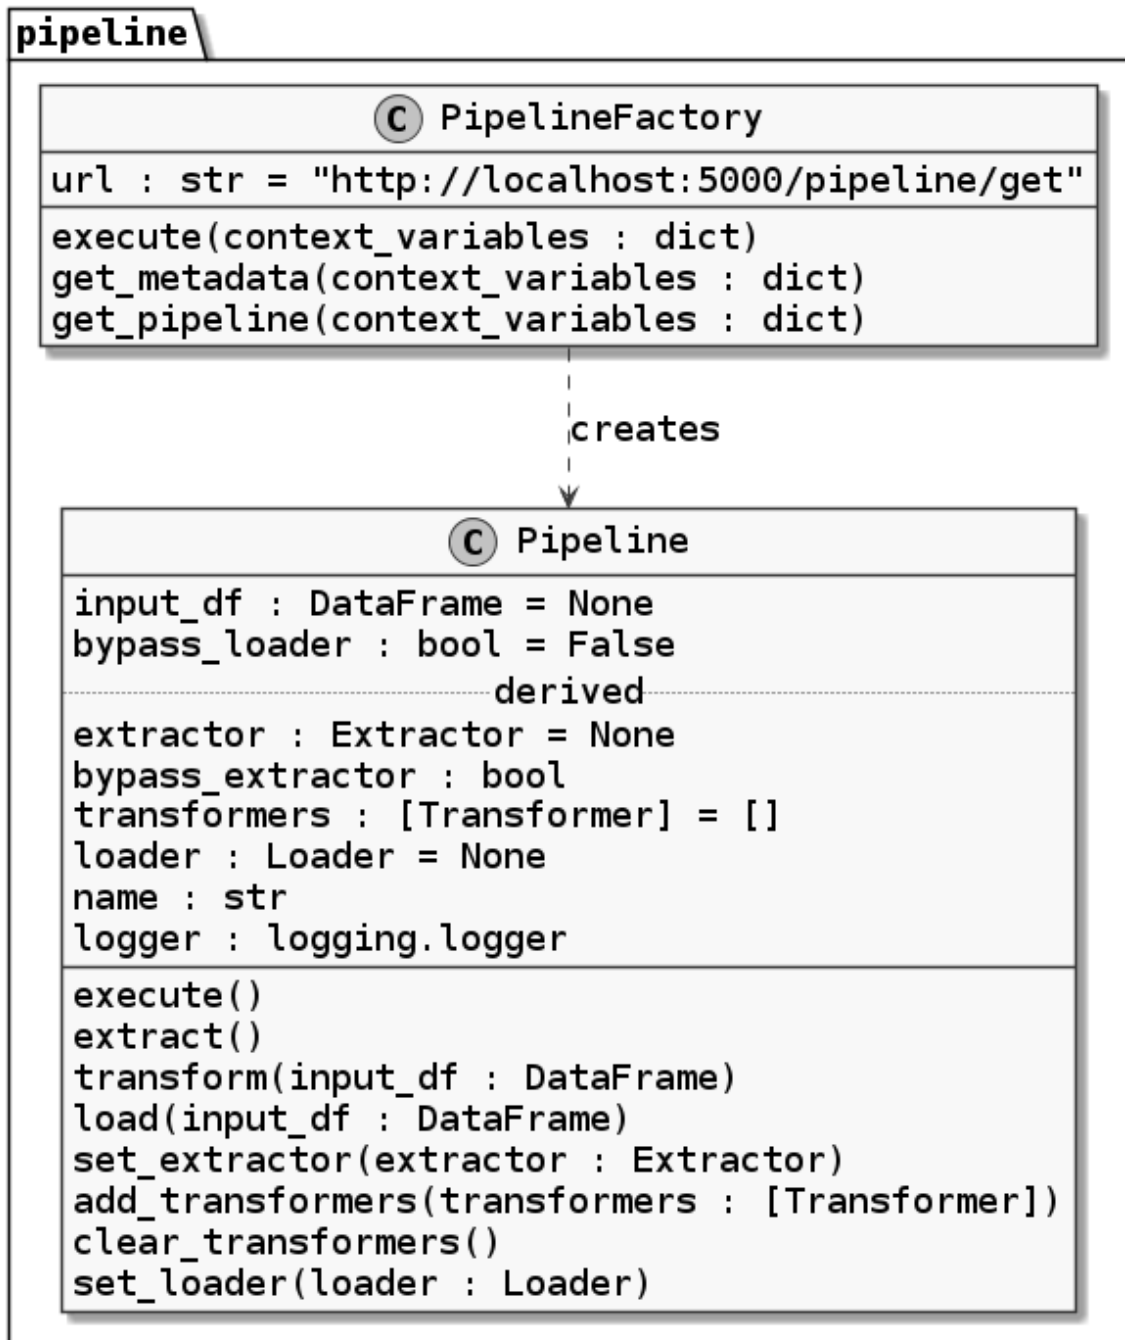 pipeline
C PipelineFactory
url : str = "http://localhost:5000/pipeline/get"
execute(context_variables : dict)
get_metadata(context_variables : dict)
get_pipeline(context_variables : dict)
creates
C Pipeline
input_df : DataFrame = None
bypass_loader : bool = False
derived
extractor : Extractor = None
bypass_extractor : bool
transformers : [Transformer] = []
loader : Loader = None
name : str
logger : logging.logger
execute()
extract()
transform(input_df : DataFrame)
load(input_df : DataFrame)
set_extractor(extractor : Extractor)
add_transformers(transformers : [Transformer])
clear_transformers()
set_loader(loader : Loader)